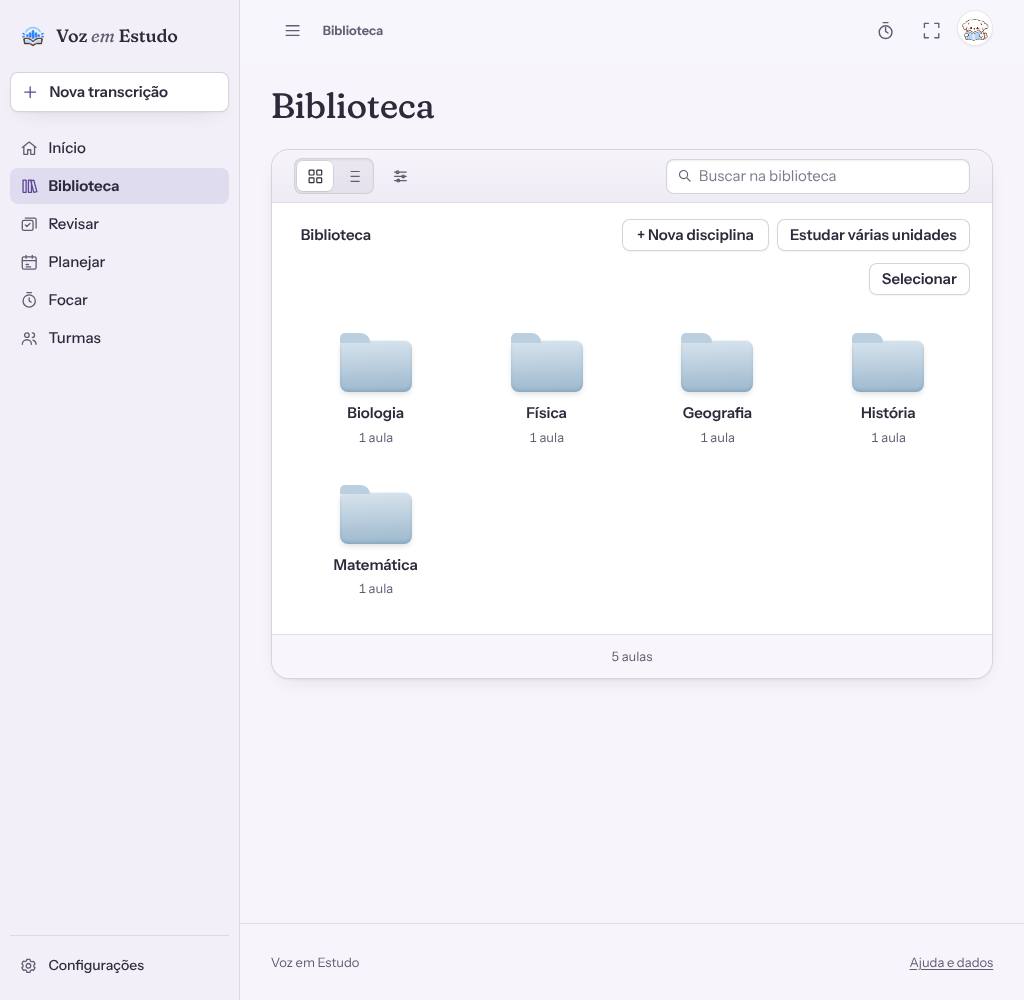 Voz em Estudo
Nova transcrição
Início
Biblioteca
Revisar
Planejar
Focar
Turmas
Configurações
Biblioteca
Biblioteca
Buscar na biblioteca
Biblioteca
+ Nova disciplina
Estudar várias unidades
Selecionar
Biologia
1 aula
Física
1 aula
Geografia
1 aula
História
1 aula
Matemática
1 aula
5 aulas
Voz em Estudo
Ajuda e dados